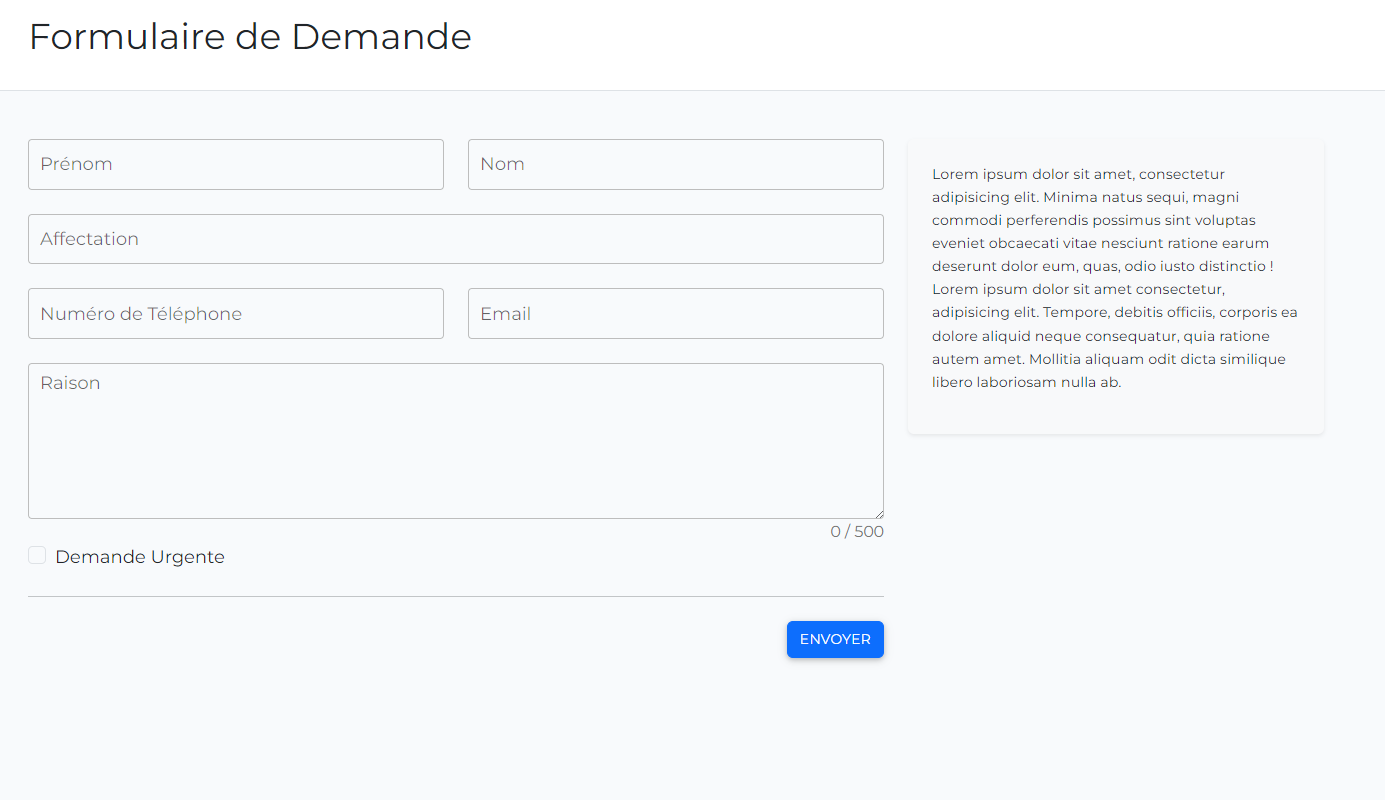 Formulaire de Demande
Prénom
Nom
Affectation
Numéro de Téléphone
Email
Raison
0 / 500
Demande Urgente
ENVOYER
Lorem ipsum dolor sit amet, consectetur
adipisicing elit. Minima natus sequi, magni
commodi perferendis possimus sint voluptas
eveniet obcaecati vitae nesciunt ratione earum
deserunt dolor eum, quas, odio iusto distinctio !
Lorem ipsum dolor sit amet consectetur,
adipisicing elit. Tempore, debitis officiis, corporis ea
dolore aliquid neque consequatur, quia ratione
autem amet. Mollitia aliquam odit dicta similique
libero laboriosam nulla ab.